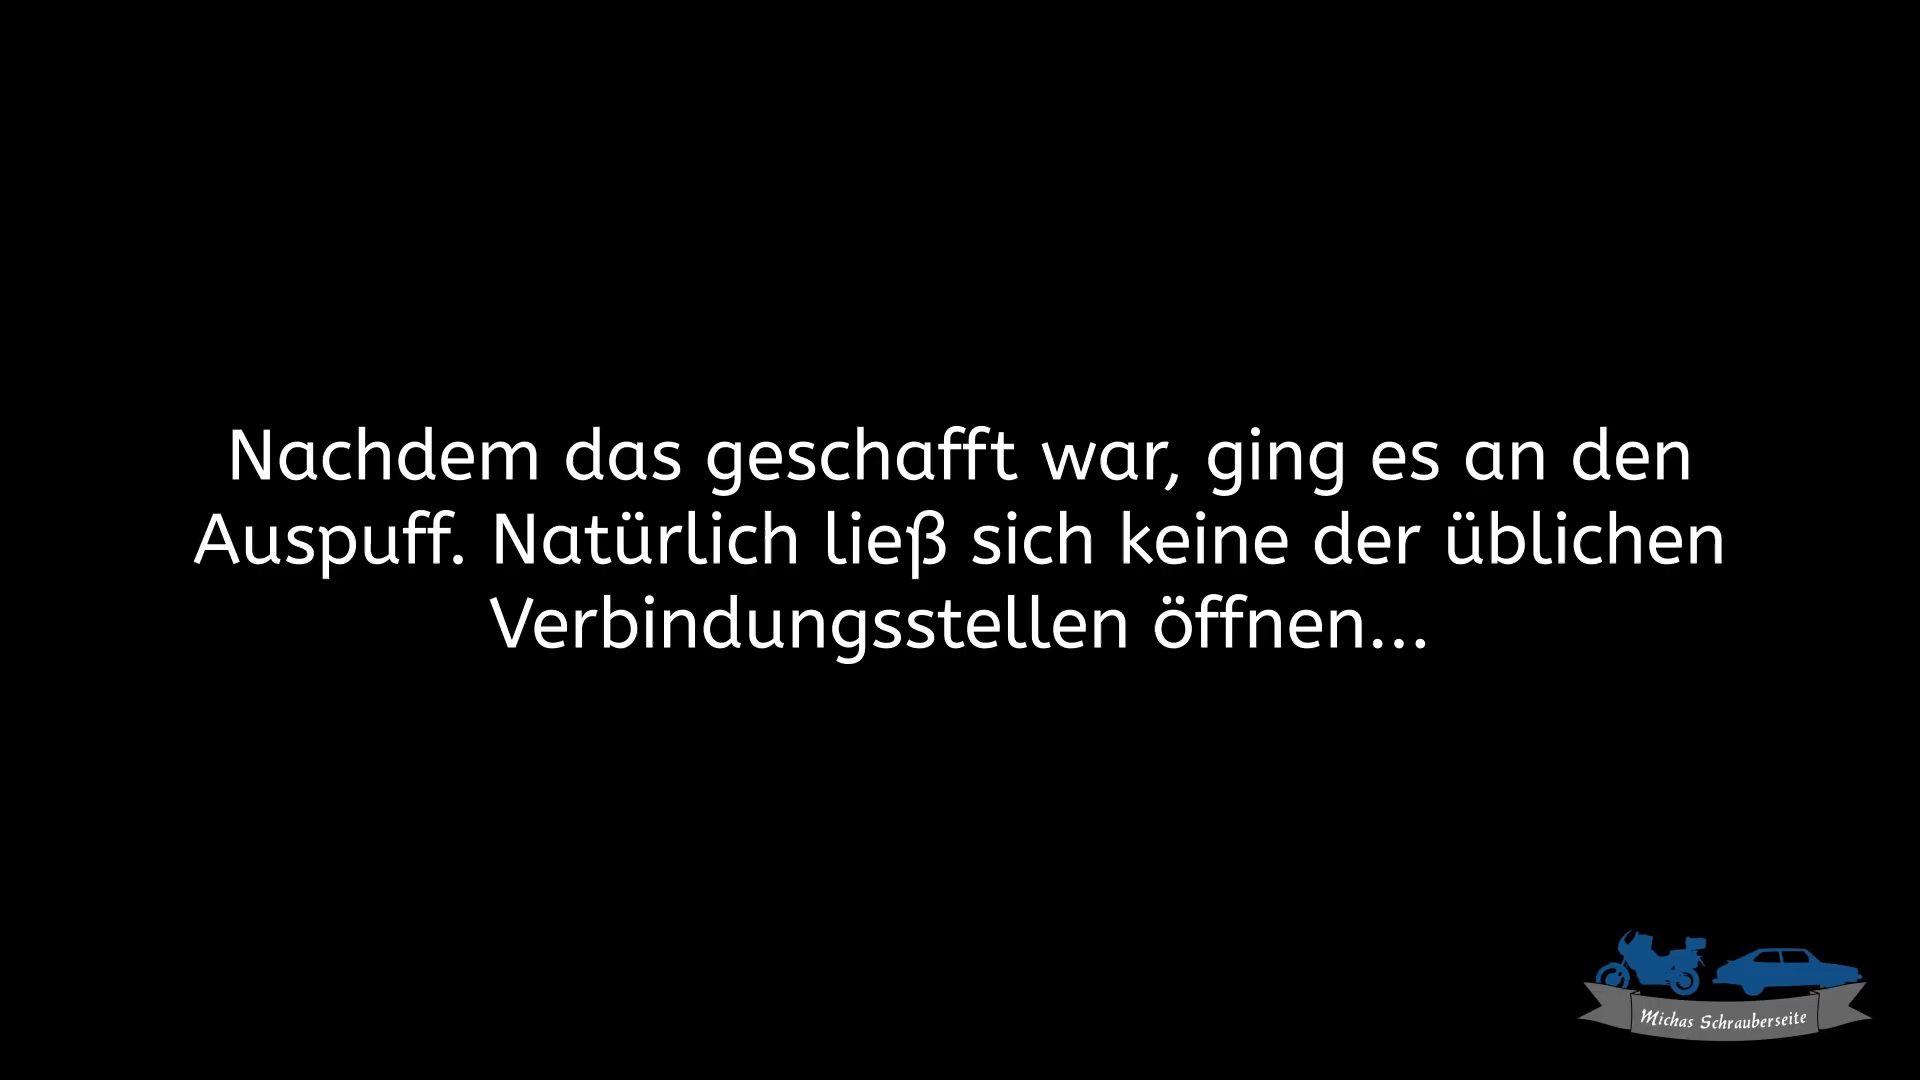 Nachdem das geschafft war, ging es an den
Auspuff. Natürlich ließ sich keine der üblichen
Verbindungsstellen öffnen...
Michas Schrauberseite